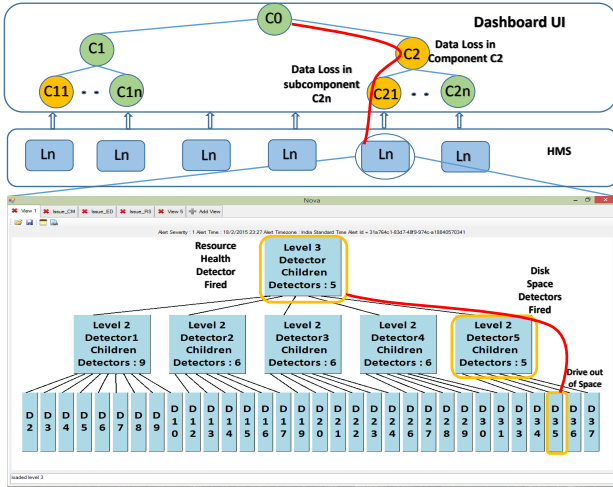 C0
Dashboard UI
C1
C2
Data Loss in
Component C2
Data Loss in
subcomponent
C2n
C11
C1n
C21
C2n
Ln
Ln
Ln
Ln
Ln
Ln
HMS
Nova
View 1 Issue_CM Issue_ED Issue_RS View 5 Add View
Alert Severity : 1 Alert Time : 18/2/2015 23:27 Alert Timezone : India Standard Time Alert Id =
Resource
Health
Detector
Fired
Level 3
Detector
Children
Detectors : 5
Disk
Space
Detectors
Fired
Level 2
Detector1
Children
Detectors : 9
Level 2
Detector2
Children
Detectors : 6
Level 2
Detector3
Children
Detectors : 6
Level 2
Detector4
Children
Detectors : 6
Level 2
Detector5
Children
Detectors : 5
Drive out
of Space
D2 D3 D4 D5 D6 D7 D8 D9 D10 D12 D13 D14 D15 D16 D17 D19 D20 D21 D22 D23 D24 D26 D27 D28 D29 D30 D31 D33 D34 D35 D36 D37
loaded level 3